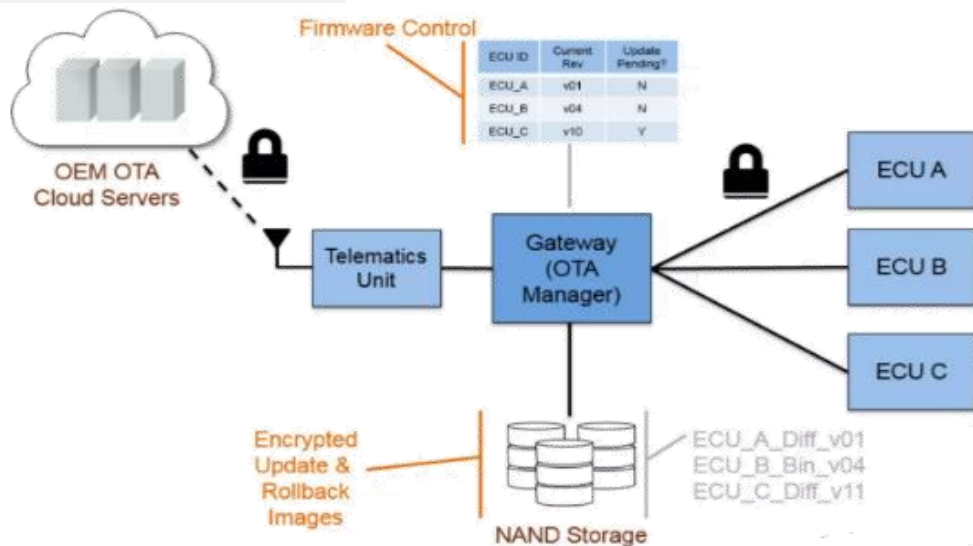 Firmware Control
ECU ID Current Rev Update Pending?
ECU_A v01 N
ECU_B v04 N
ECU_C v10 Y
OEM OTA
Cloud Servers
Telematics
Unit
Gateway
(OTA
Manager)
ECU A
ECU B
ECU C
Encrypted
Update &
Rollback
Images
NAND Storage
ECU_A_Diff_v01
ECU_B_Bin_v04
ECU_C_Diff_v11